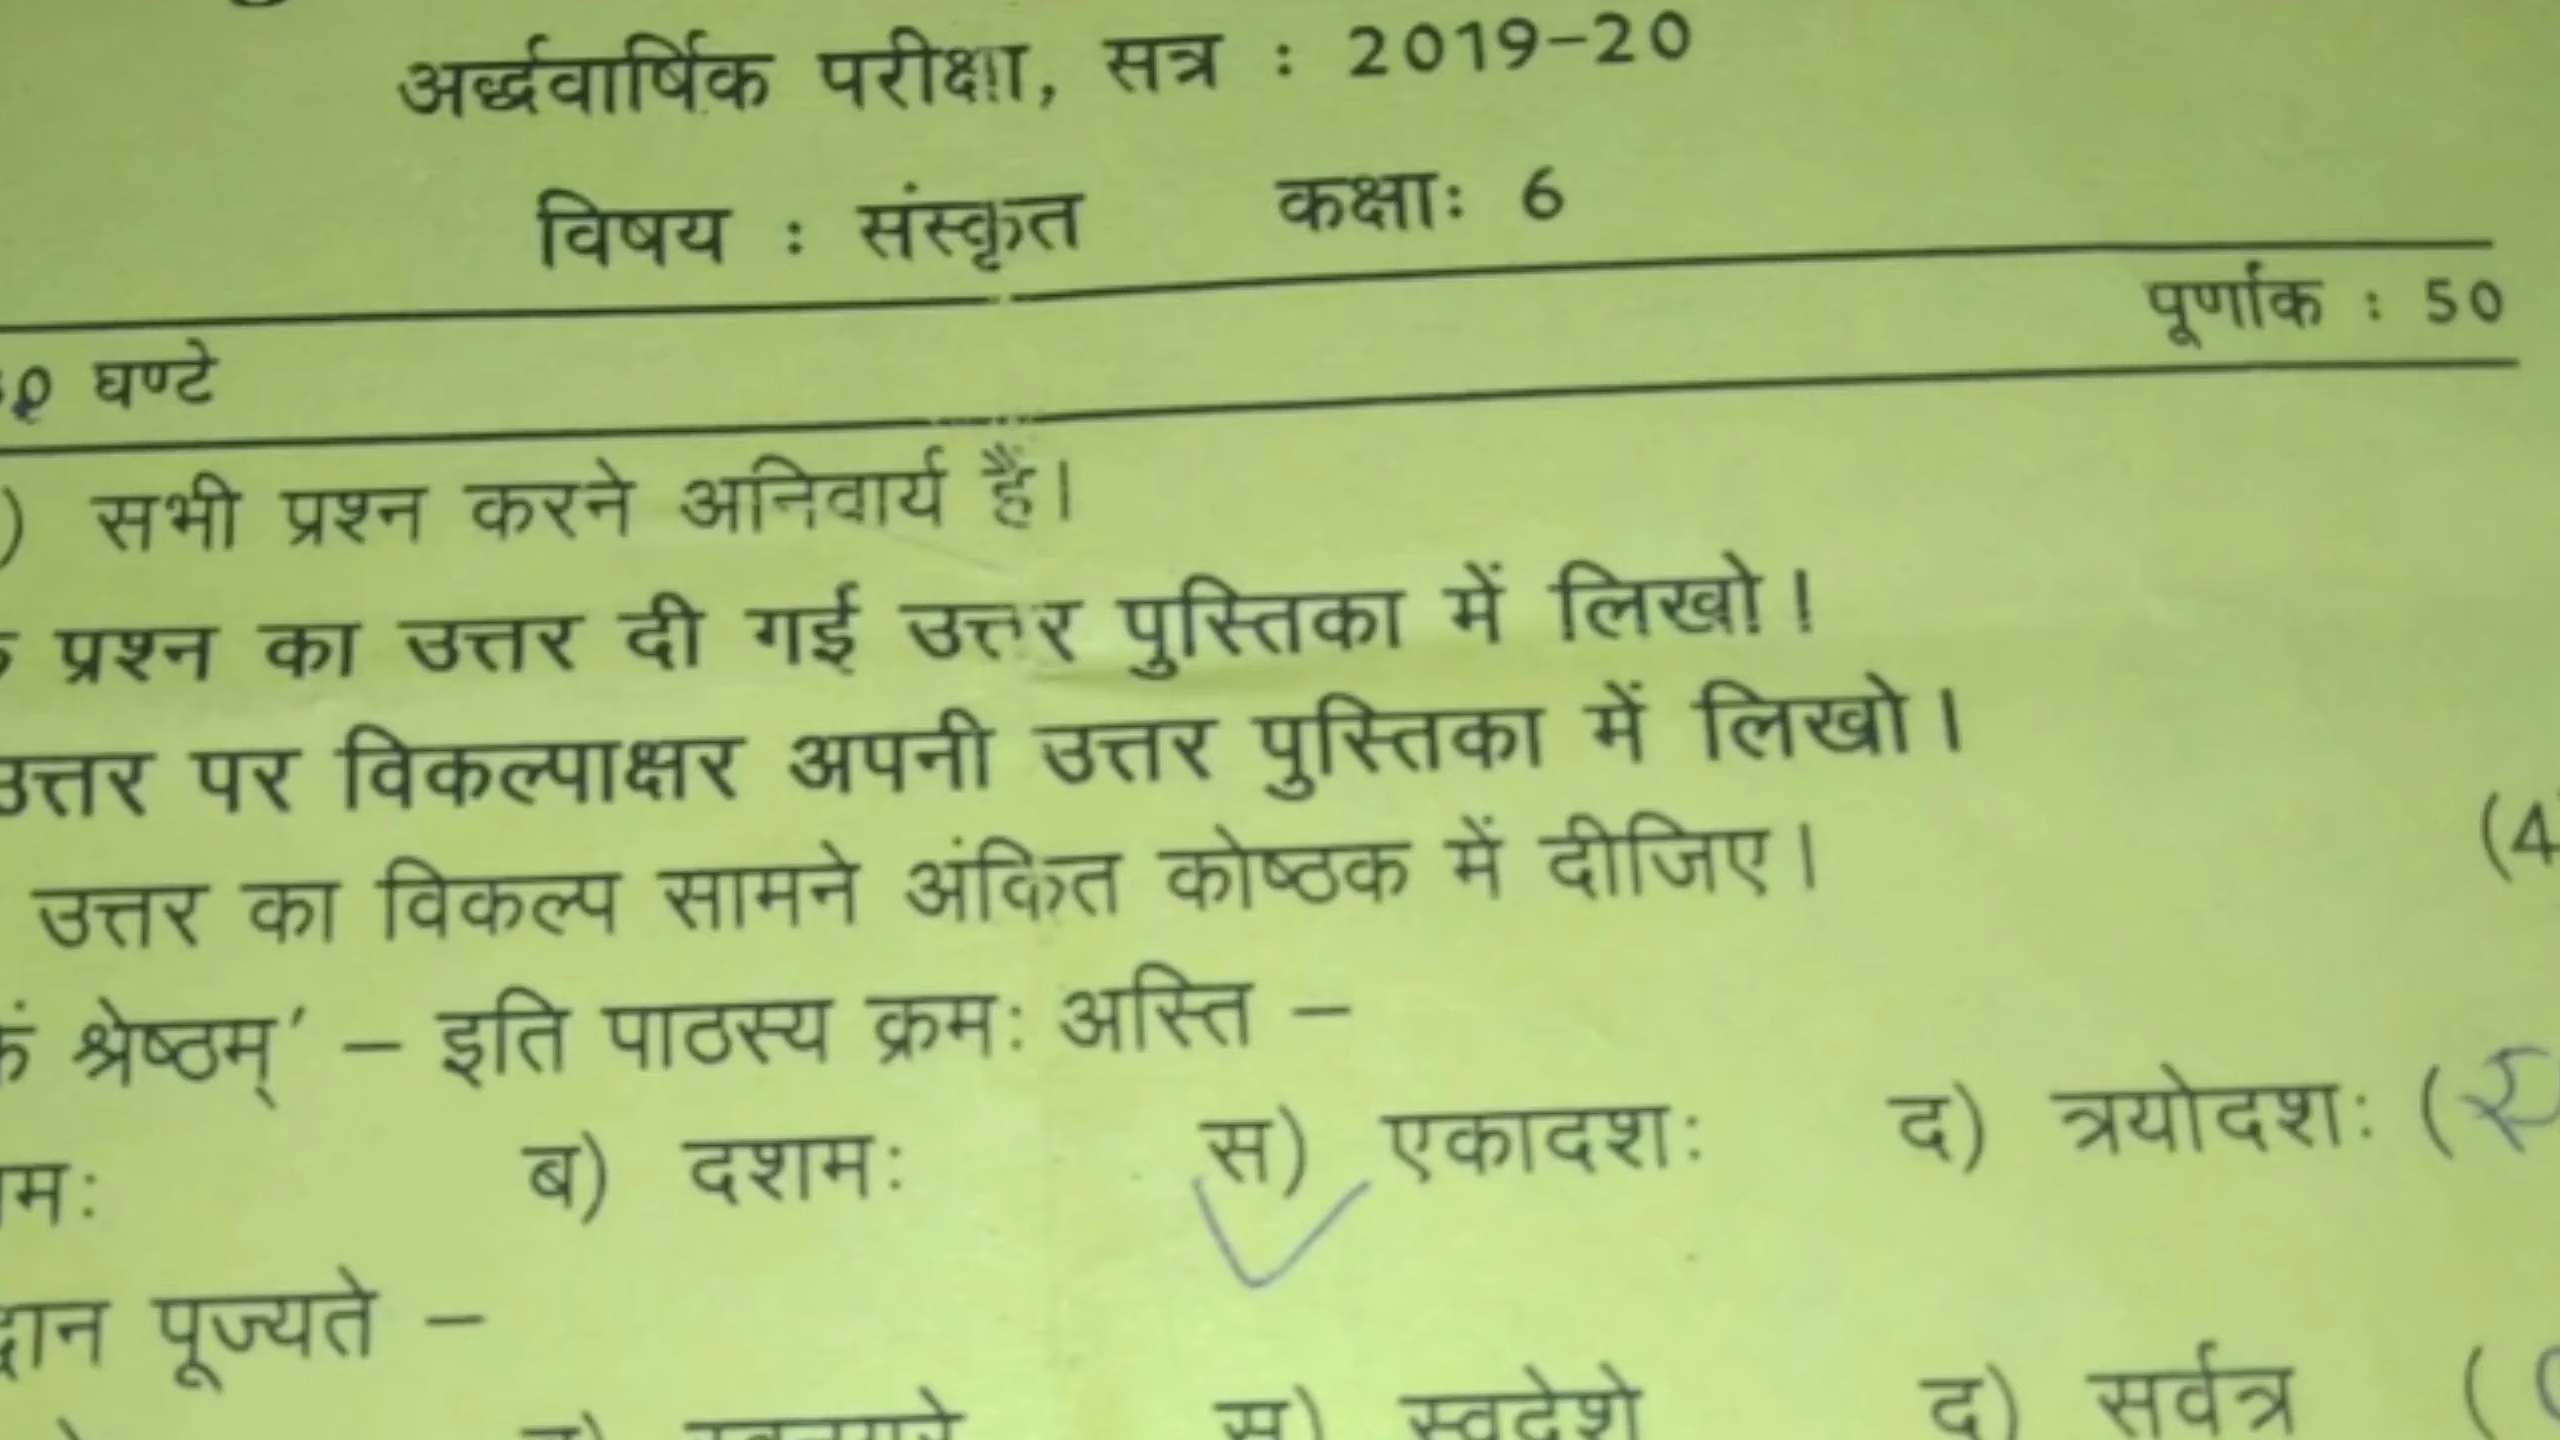 अर्द्धवार्षिक परीक्षा, सत्र : 2019-20
विषय : संस्कृत कक्षाः 6
घण्टे पूर्णांक : 50
) सभी प्रश्न करने अनिवार्य हैं।
प्रश्न का उत्तर दी गई उत्तर पुस्तिका में लिखो!
उत्तर पर विकल्पाक्षर अपनी उत्तर पुस्तिका में लिखो।
उत्तर का विकल्प सामने अंकित कोष्ठक में दीजिए। (4
श्रेष्ठम्' – इति पाठस्य क्रमः अस्ति –
ब) दशमः स) एकादशः द) त्रयोदशः (
पूज्यते –
स) स्वदेशे द) सर्वत्र (